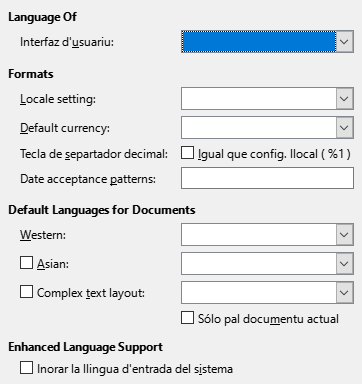 Language Of
Interfaz d'usuariu:
Formats
Locale setting:
Default currency:
Tecla de separtador decimal: Igual que config. llocal ( %1 )
Date acceptance patterns:
Default Languages for Documents
Western:
Asian:
Complex text layout:
Sólo pal documentu actual
Enhanced Language Support
Inorar la llingua d'entrada del sistema